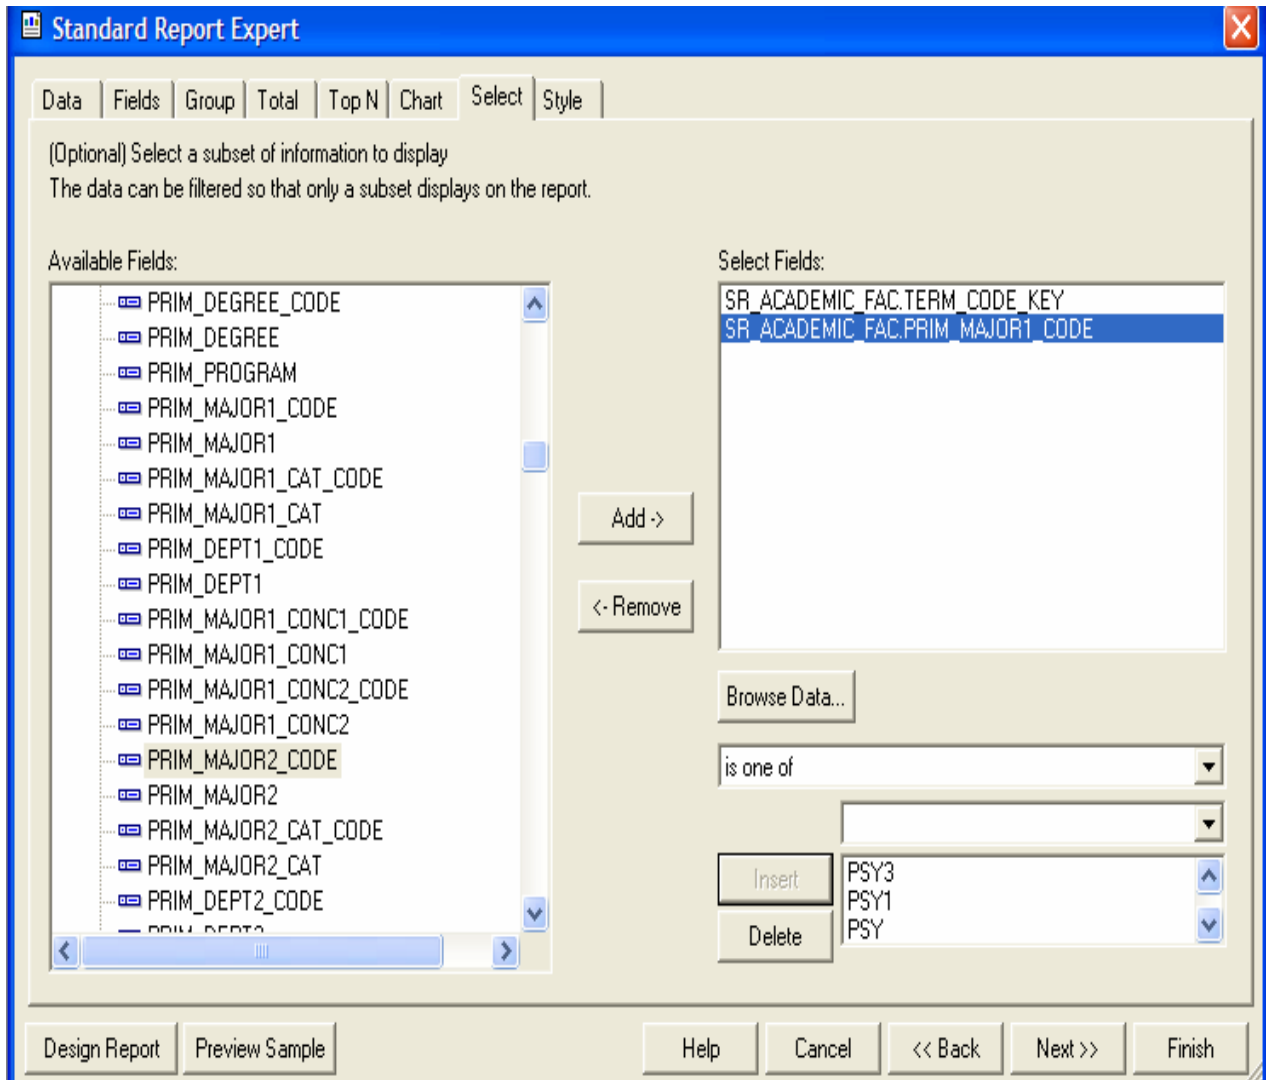 Standard Report Expert
Data Fields Group Total Top N Chart Select Style
(Optional) Select a subset of information to display
The data can be filtered so that only a subset displays on the report.
Available Fields:
PRIM_DEGREE_CODE
PRIM_DEGREE
PRIM_PROGRAM
PRIM_MAJOR1_CODE
PRIM_MAJOR1
PRIM_MAJOR1_CAT_CODE
PRIM_MAJOR1_CAT
PRIM_DEPT1_CODE
PRIM_DEPT1
PRIM_MAJOR1_CONC1_CODE
PRIM_MAJOR1_CONC1
PRIM_MAJOR1_CONC2_CODE
PRIM_MAJOR1_CONC2
PRIM_MAJOR2_CODE
PRIM_MAJOR2
PRIM_MAJOR2_CAT_CODE
PRIM_MAJOR2_CAT
PRIM_DEPT2_CODE
PRIM_DEPT2
Add ->
<- Remove
Select Fields:
SR_ACADEMIC_FAC.TERM_CODE_KEY
SR_ACADEMIC_FAC.PRIM_MAJOR1_CODE
Browse Data...
is one of
Insert
Delete
PSY3
PSY1
PSY
Design Report Preview Sample Help Cancel << Back Next >> Finish